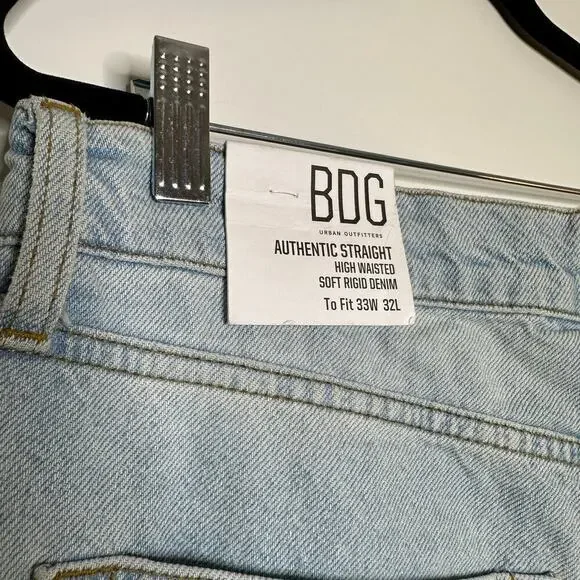 BDG
URBAN OUTFITTERS
AUTHENTIC STRAIGHT
HIGH WAISTED
SOFT RIGID DENIM
To Fit 33W 32L